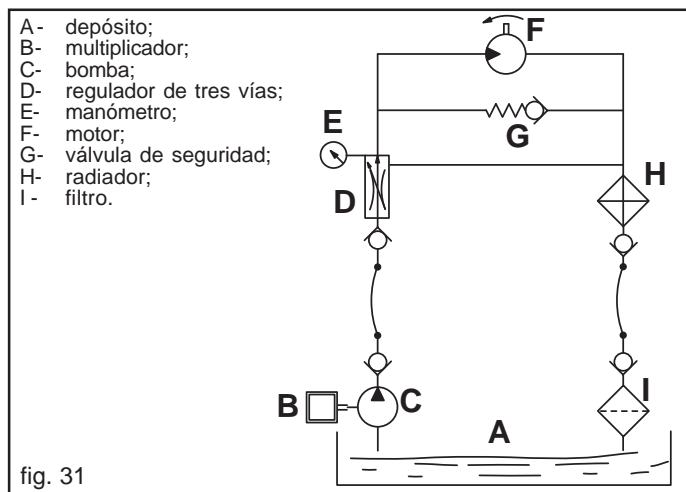 A- depósito;
B- multiplicador;
C- bomba;
D- regulador de tres vías;
E- manómetro;
F- motor;
G- válvula de seguridad;
H- radiador;
I- filtro.
F
E
G
H
D
B
C
I
A
fig. 31